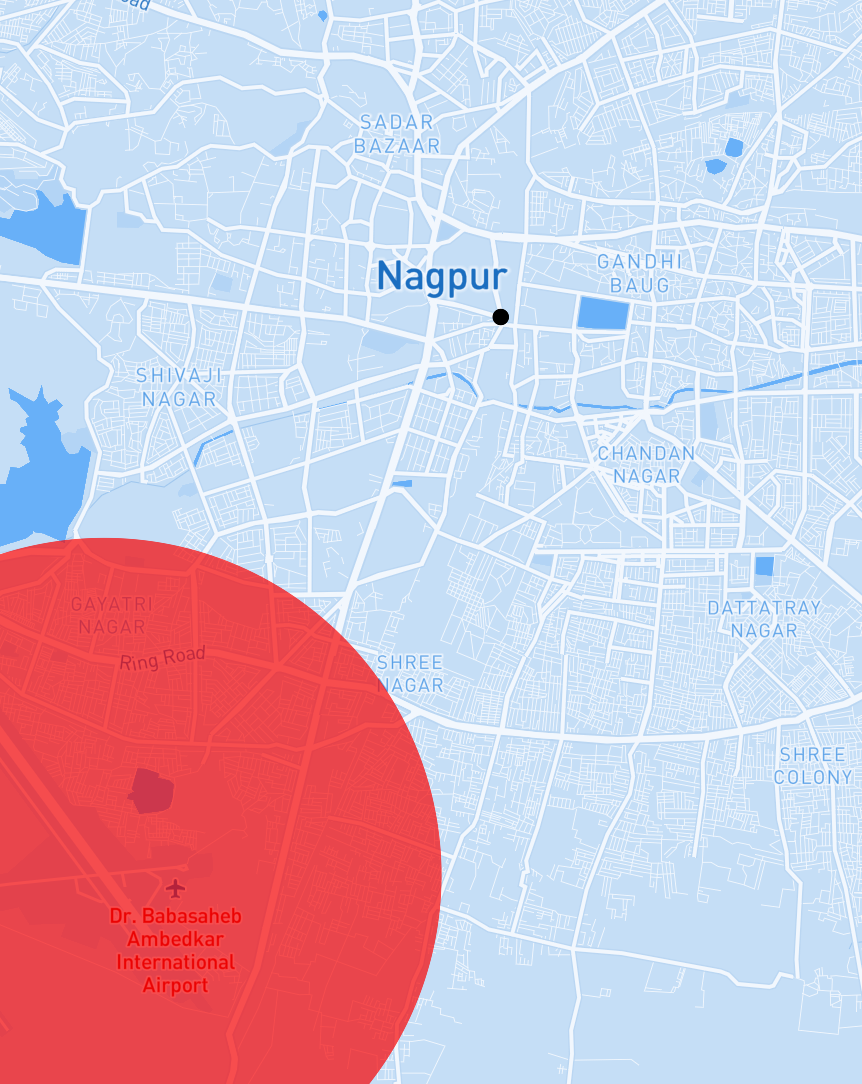 oad
SADAR
BAZAAR
Nagpur
GANDHI
BAUG
SHIVAJI
NAGAR
CHANDAN
NAGAR
GAYATRI
NAGAR
DATTATRAY
NAGAR
Ring Road
SHREE
NAGAR
SHREE
COLONY
Dr. Babasaheb
Ambedkar
International
Airport